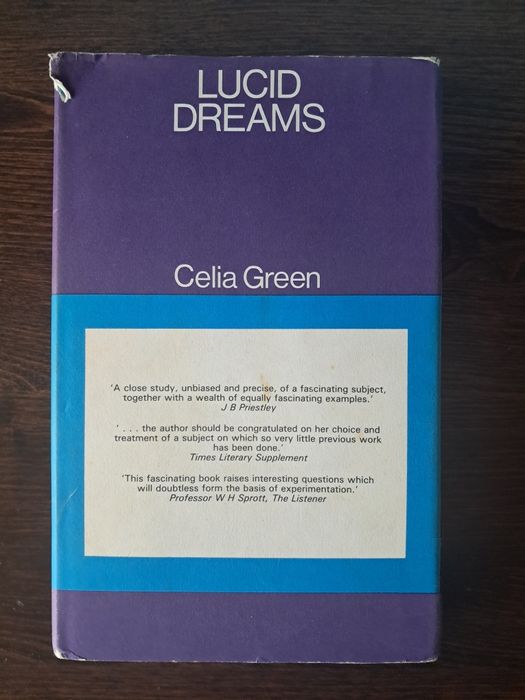 LUCID
DREAMS
Celia Green
'A close study, unbiased and precise, of a fascinating subject,
together with a wealth of equally fascinating examples.'
J B Priestley
' . . . the author should be congratulated on her choice and
treatment of a subject on which so very little previous work
has been done.'
Times Literary Supplement
'This fascinating book raises interesting questions which
will doubtless form the basis of experimentation.'
Professor W H Sprott, The Listener